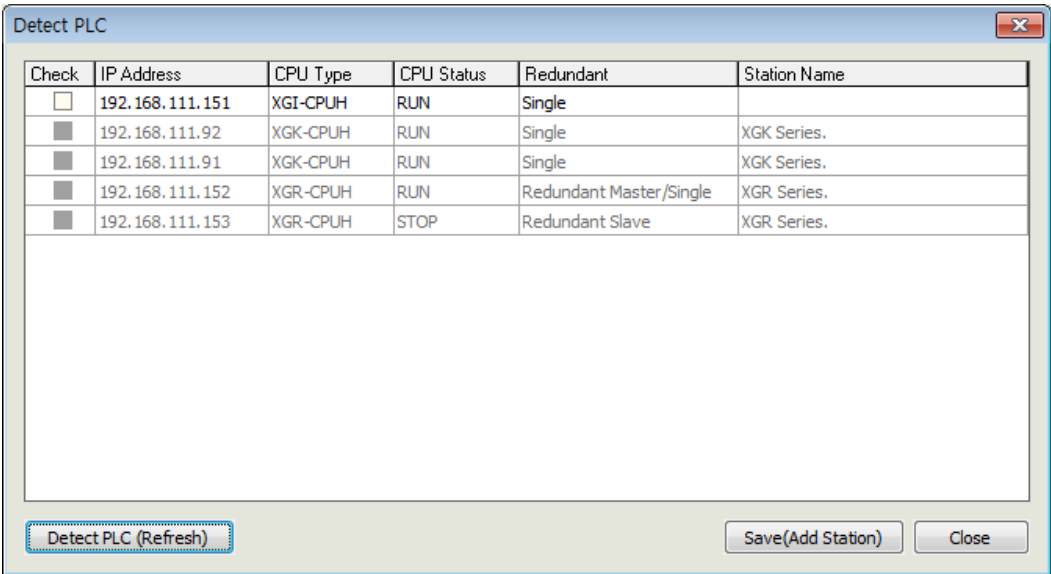 Detect PLC
Check IP Address CPU Type CPU Status Redundant Station Name
192.168.111.151 XGI-CPUH RUN Single
192.168.111.92 XGK-CPUH RUN Single XGK Series.
192.168.111.91 XGK-CPUH RUN Single XGK Series.
192.168.111.152 XGR-CPUH RUN Redundant Master/Single XGR Series.
192.168.111.153 XGR-CPUH STOP Redundant Slave XGR Series.
Detect PLC (Refresh) Save(Add Station) Close